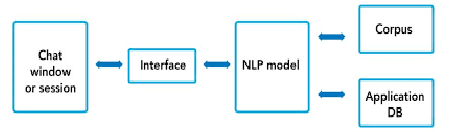 Chat
window
or session
Interface
NLP model
Corpus
Application
DB